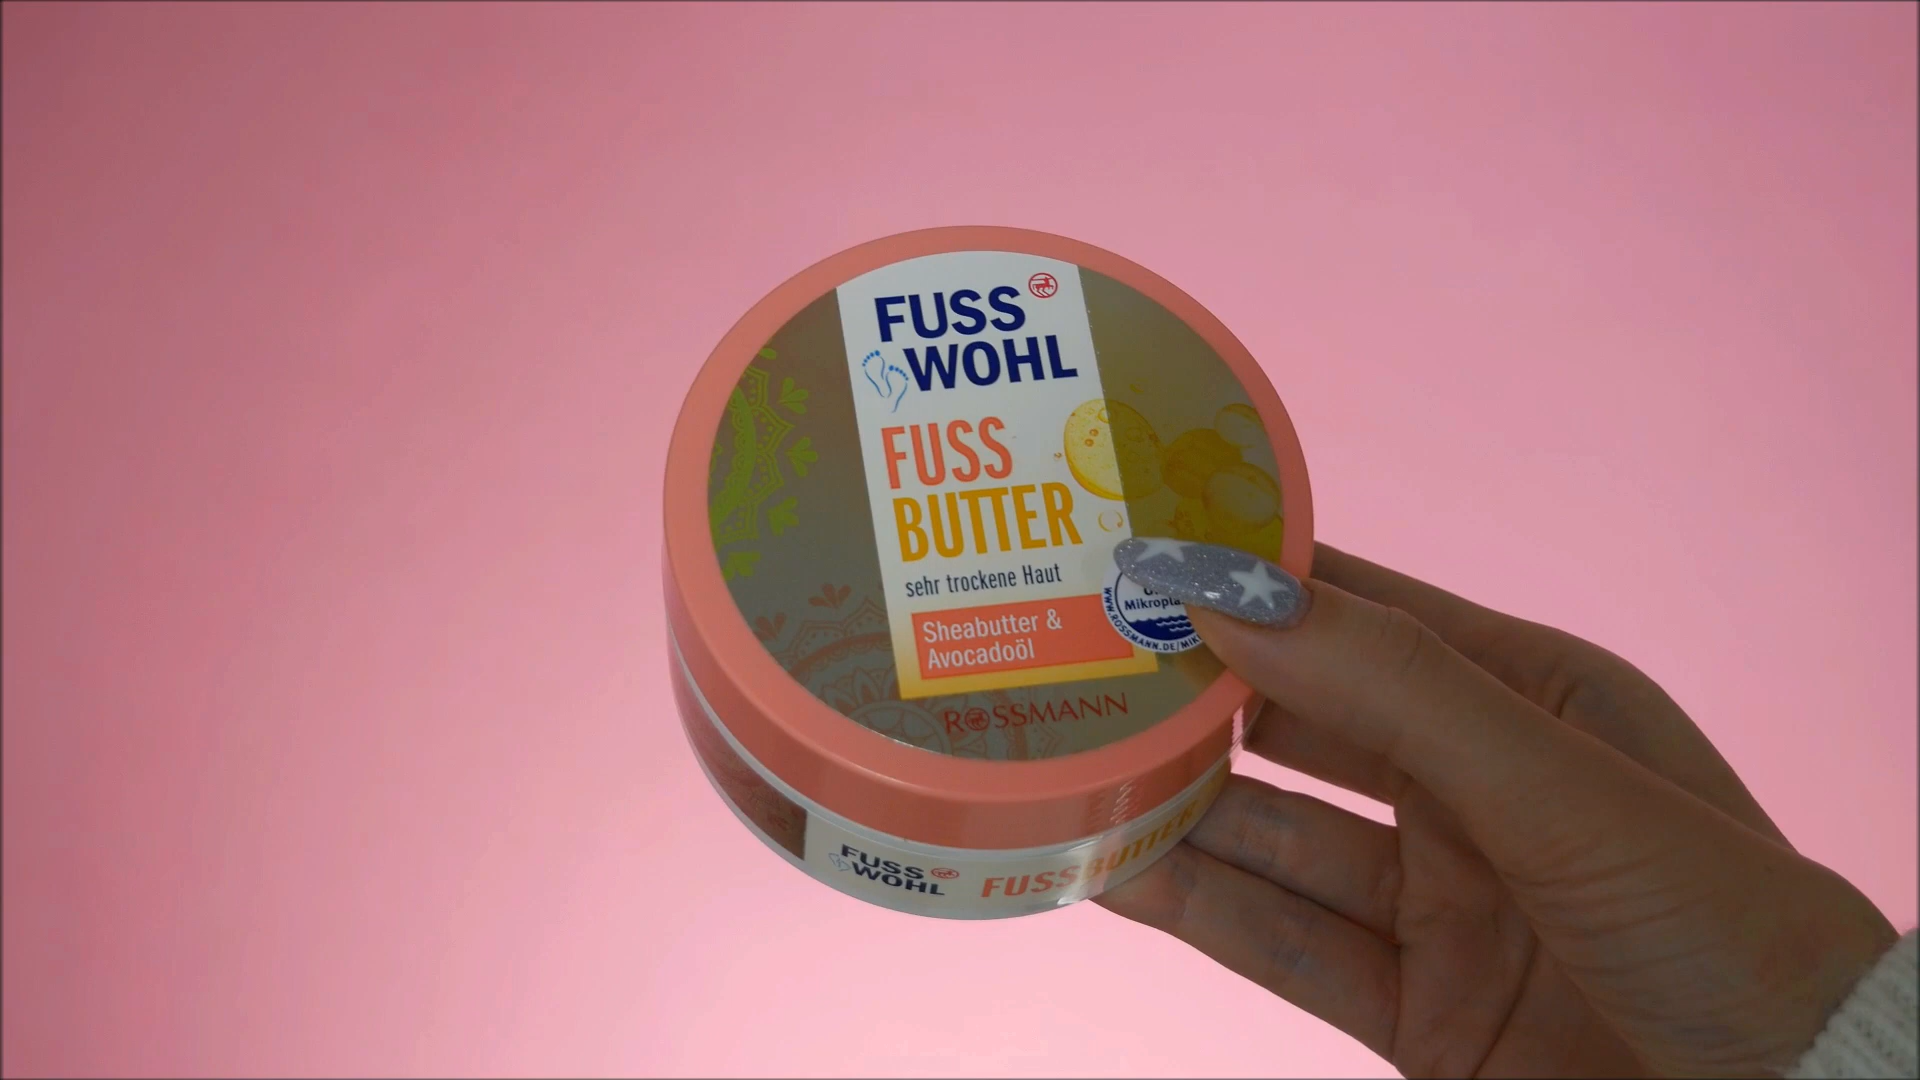 FUSS
WOHL
FUSS
BUTTER
sehr trockene Haut
Sheabutter &
Avocadoöl
ROSSMANN
FUSS
WOHL
FUSSBUTTER